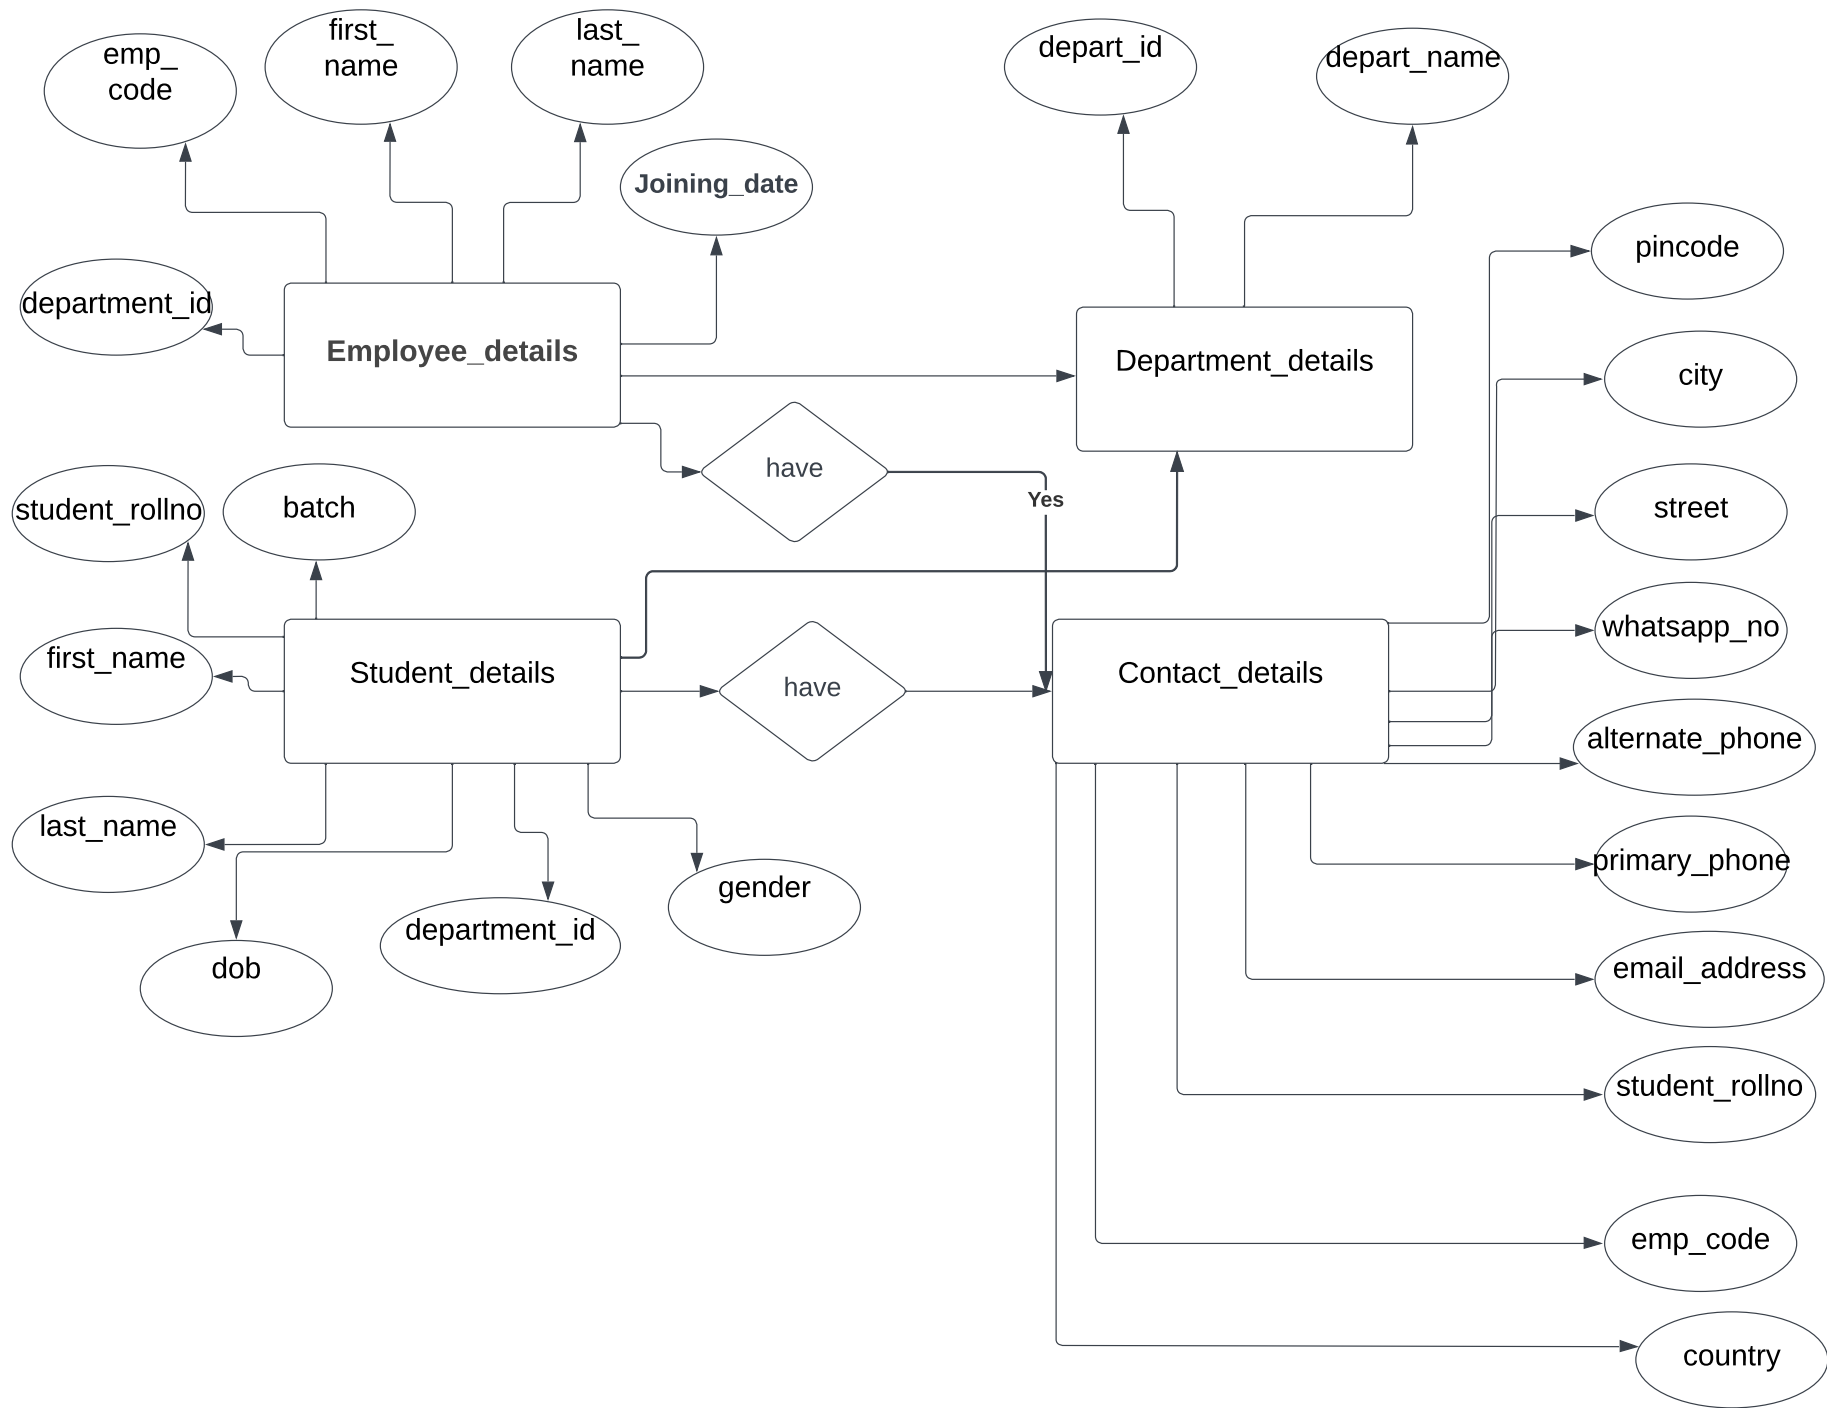 emp_
code
first_
name
last_
name
depart_id
depart_name
Joining_date
pincode
department_id
Employee_details
Department_details
city
have
Yes
student_rollno
batch
street
whatsapp_no
first_name
Student_details
have
Contact_details
alternate_phone
last_name
primary_phone
gender
department_id
dob
email_address
student_rollno
emp_code
country